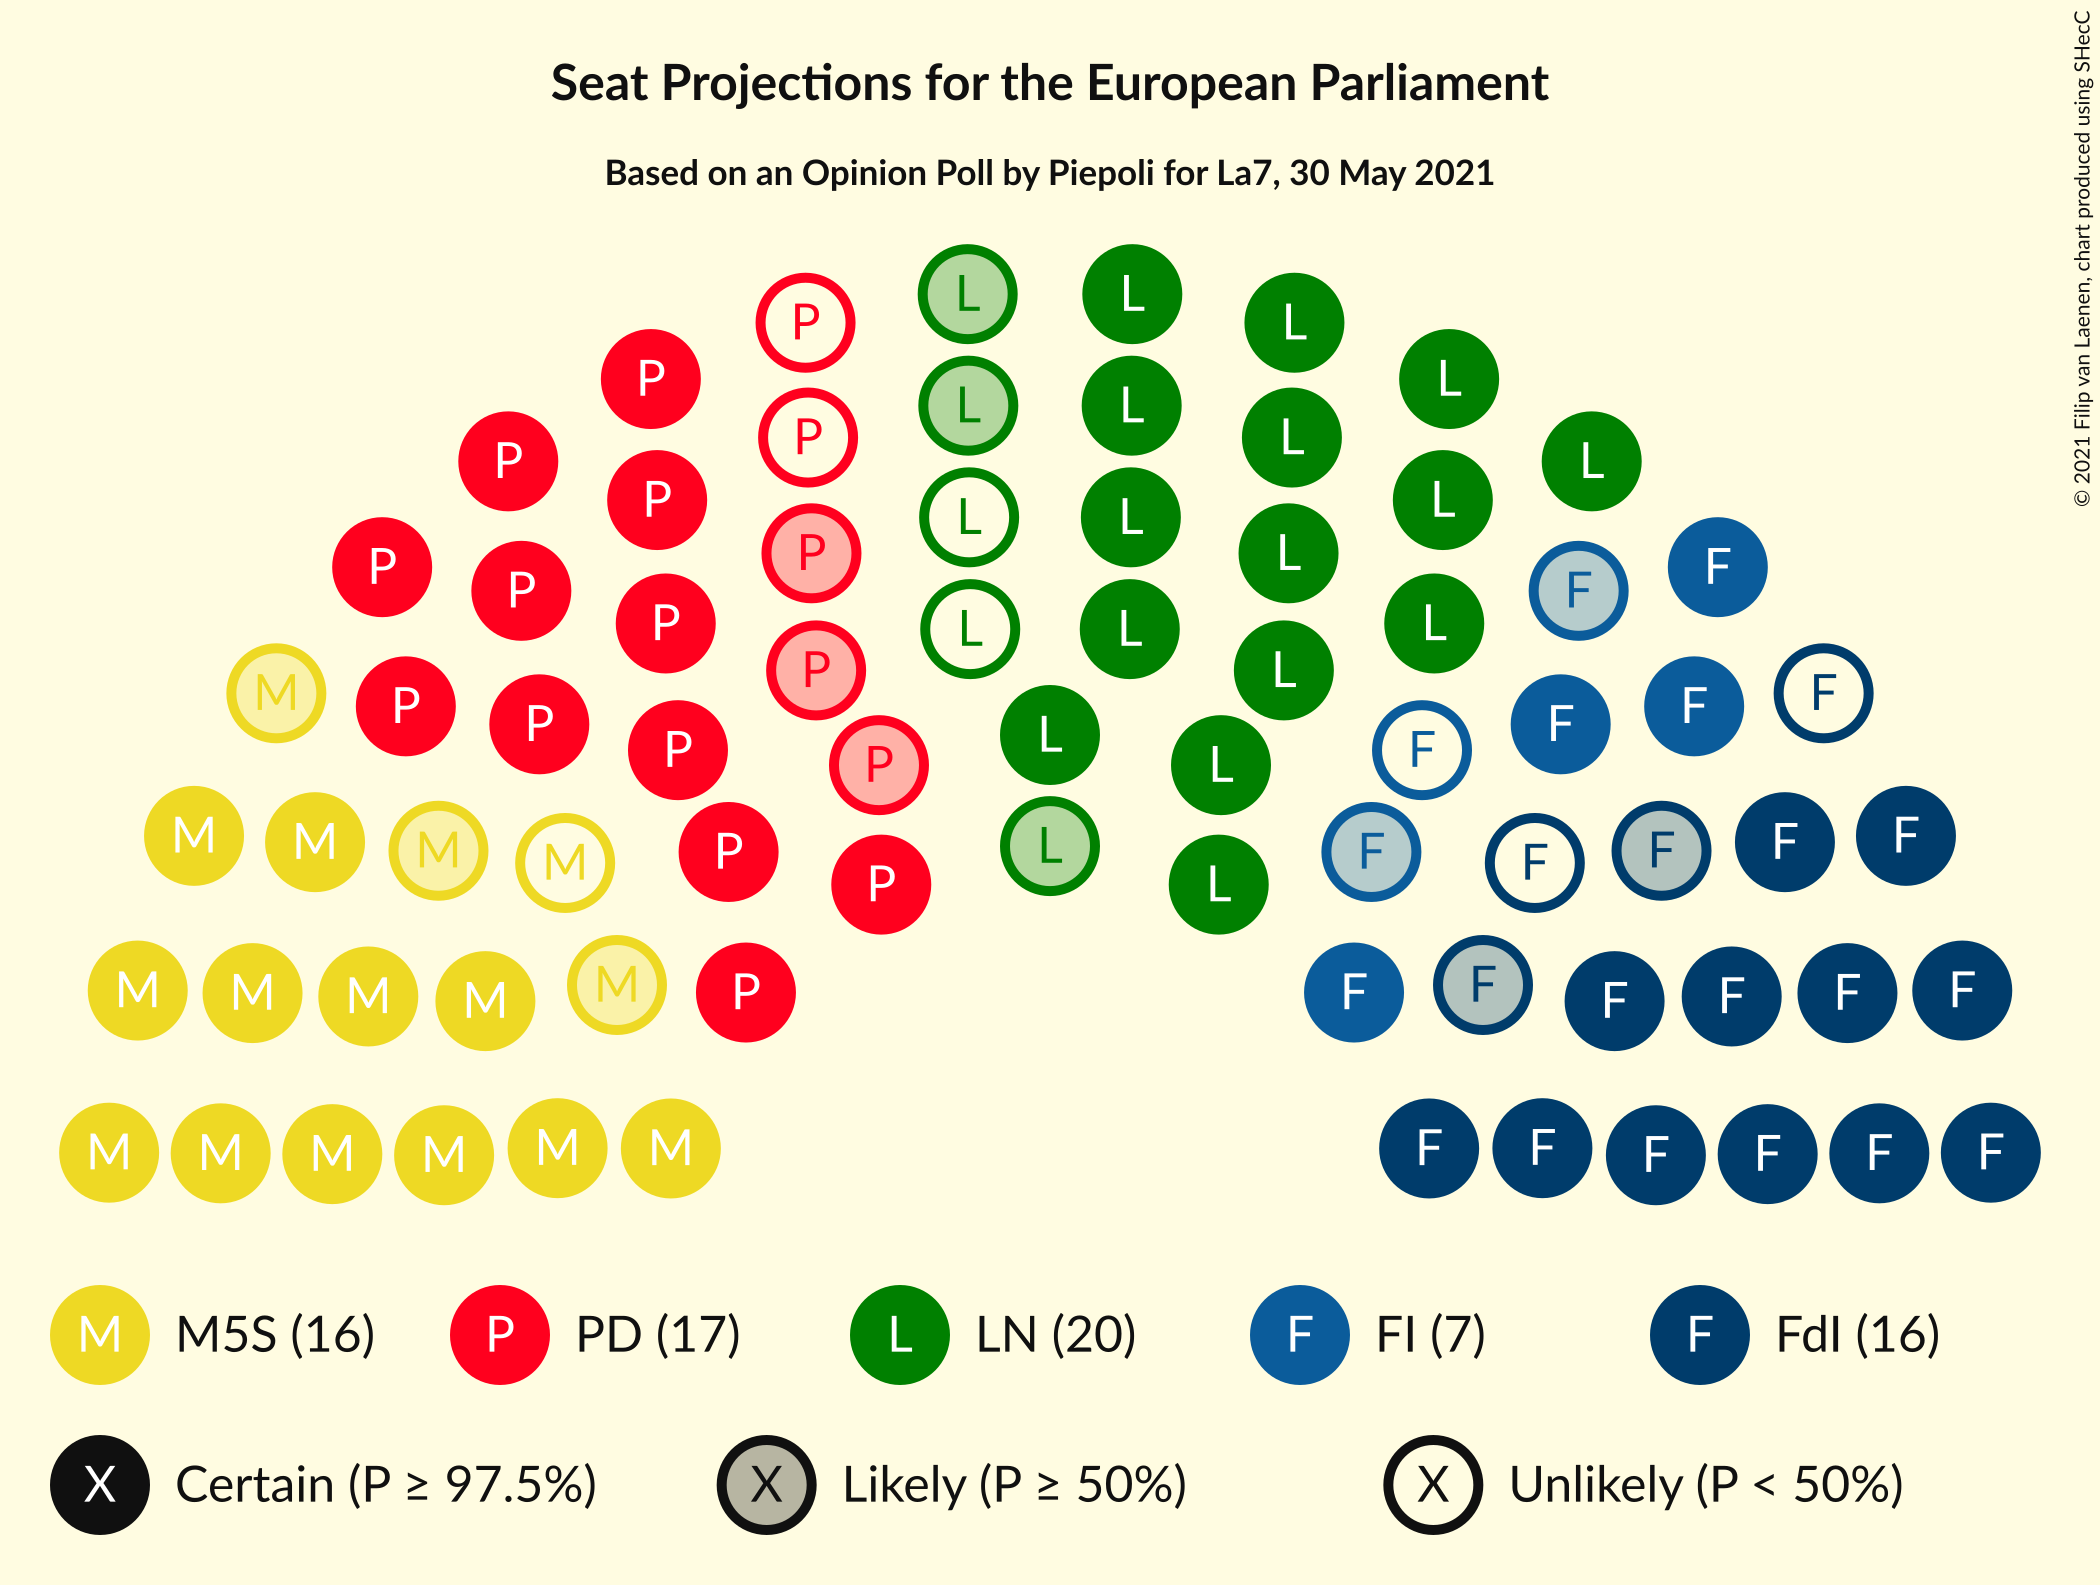 Seat Projections for the European Parliament
Based on an Opinion Poll by Piepoli for La7, 30 May 2021
© 2021 Filip van Laenen, chart produced using SHecC
L L
P L L
P L
P L L L
P L
P L L
P L
P L L L
P F F
P L L
P L
P L L L
M F
P F
P F
P L
P F
P L
M F
M F
M F
M F
P F
L
P L
M F
M F
M F
M F
M F
P F
M F
M F
M F
M F
M F
M F
M M5S (16) P PD (17) L LN (20) F FI (7) F FdI (16)
X Certain (P ≥ 97.5%) X Likely (P ≥ 50%) X Unlikely (P < 50%)